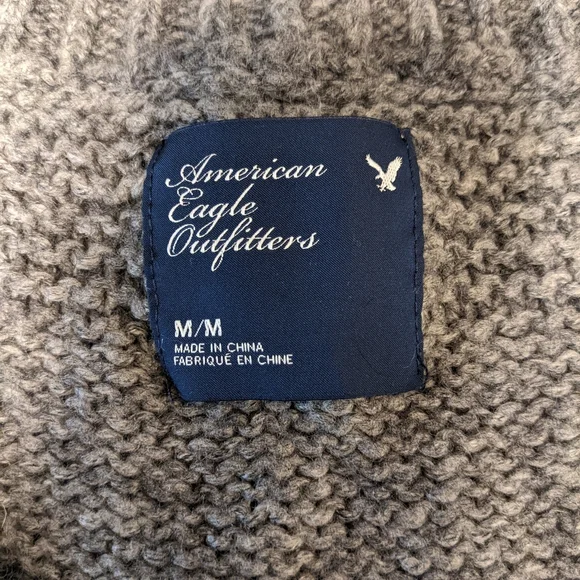 American
Eagle
Outfitters
M/M
MADE IN CHINA
FABRIQUÉ EN CHINE